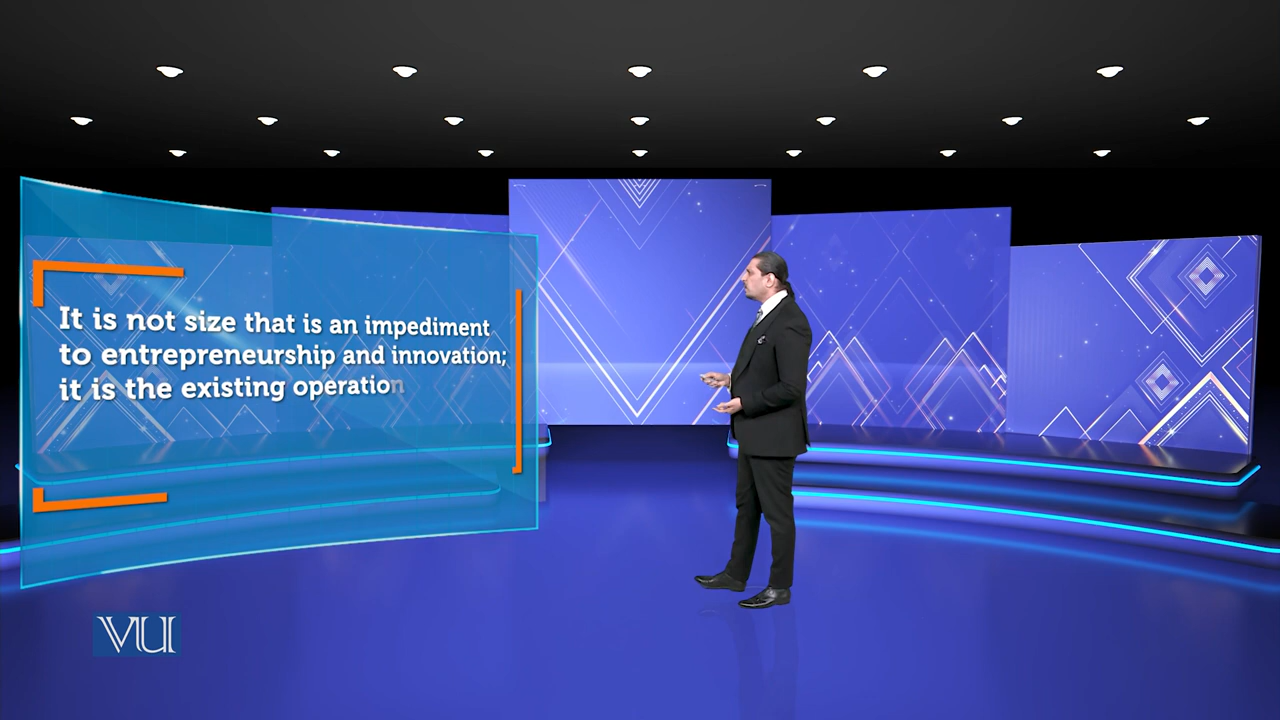 It is not size that is an impediment
to entrepreneurship and innovation;
it is the existing operation
VU